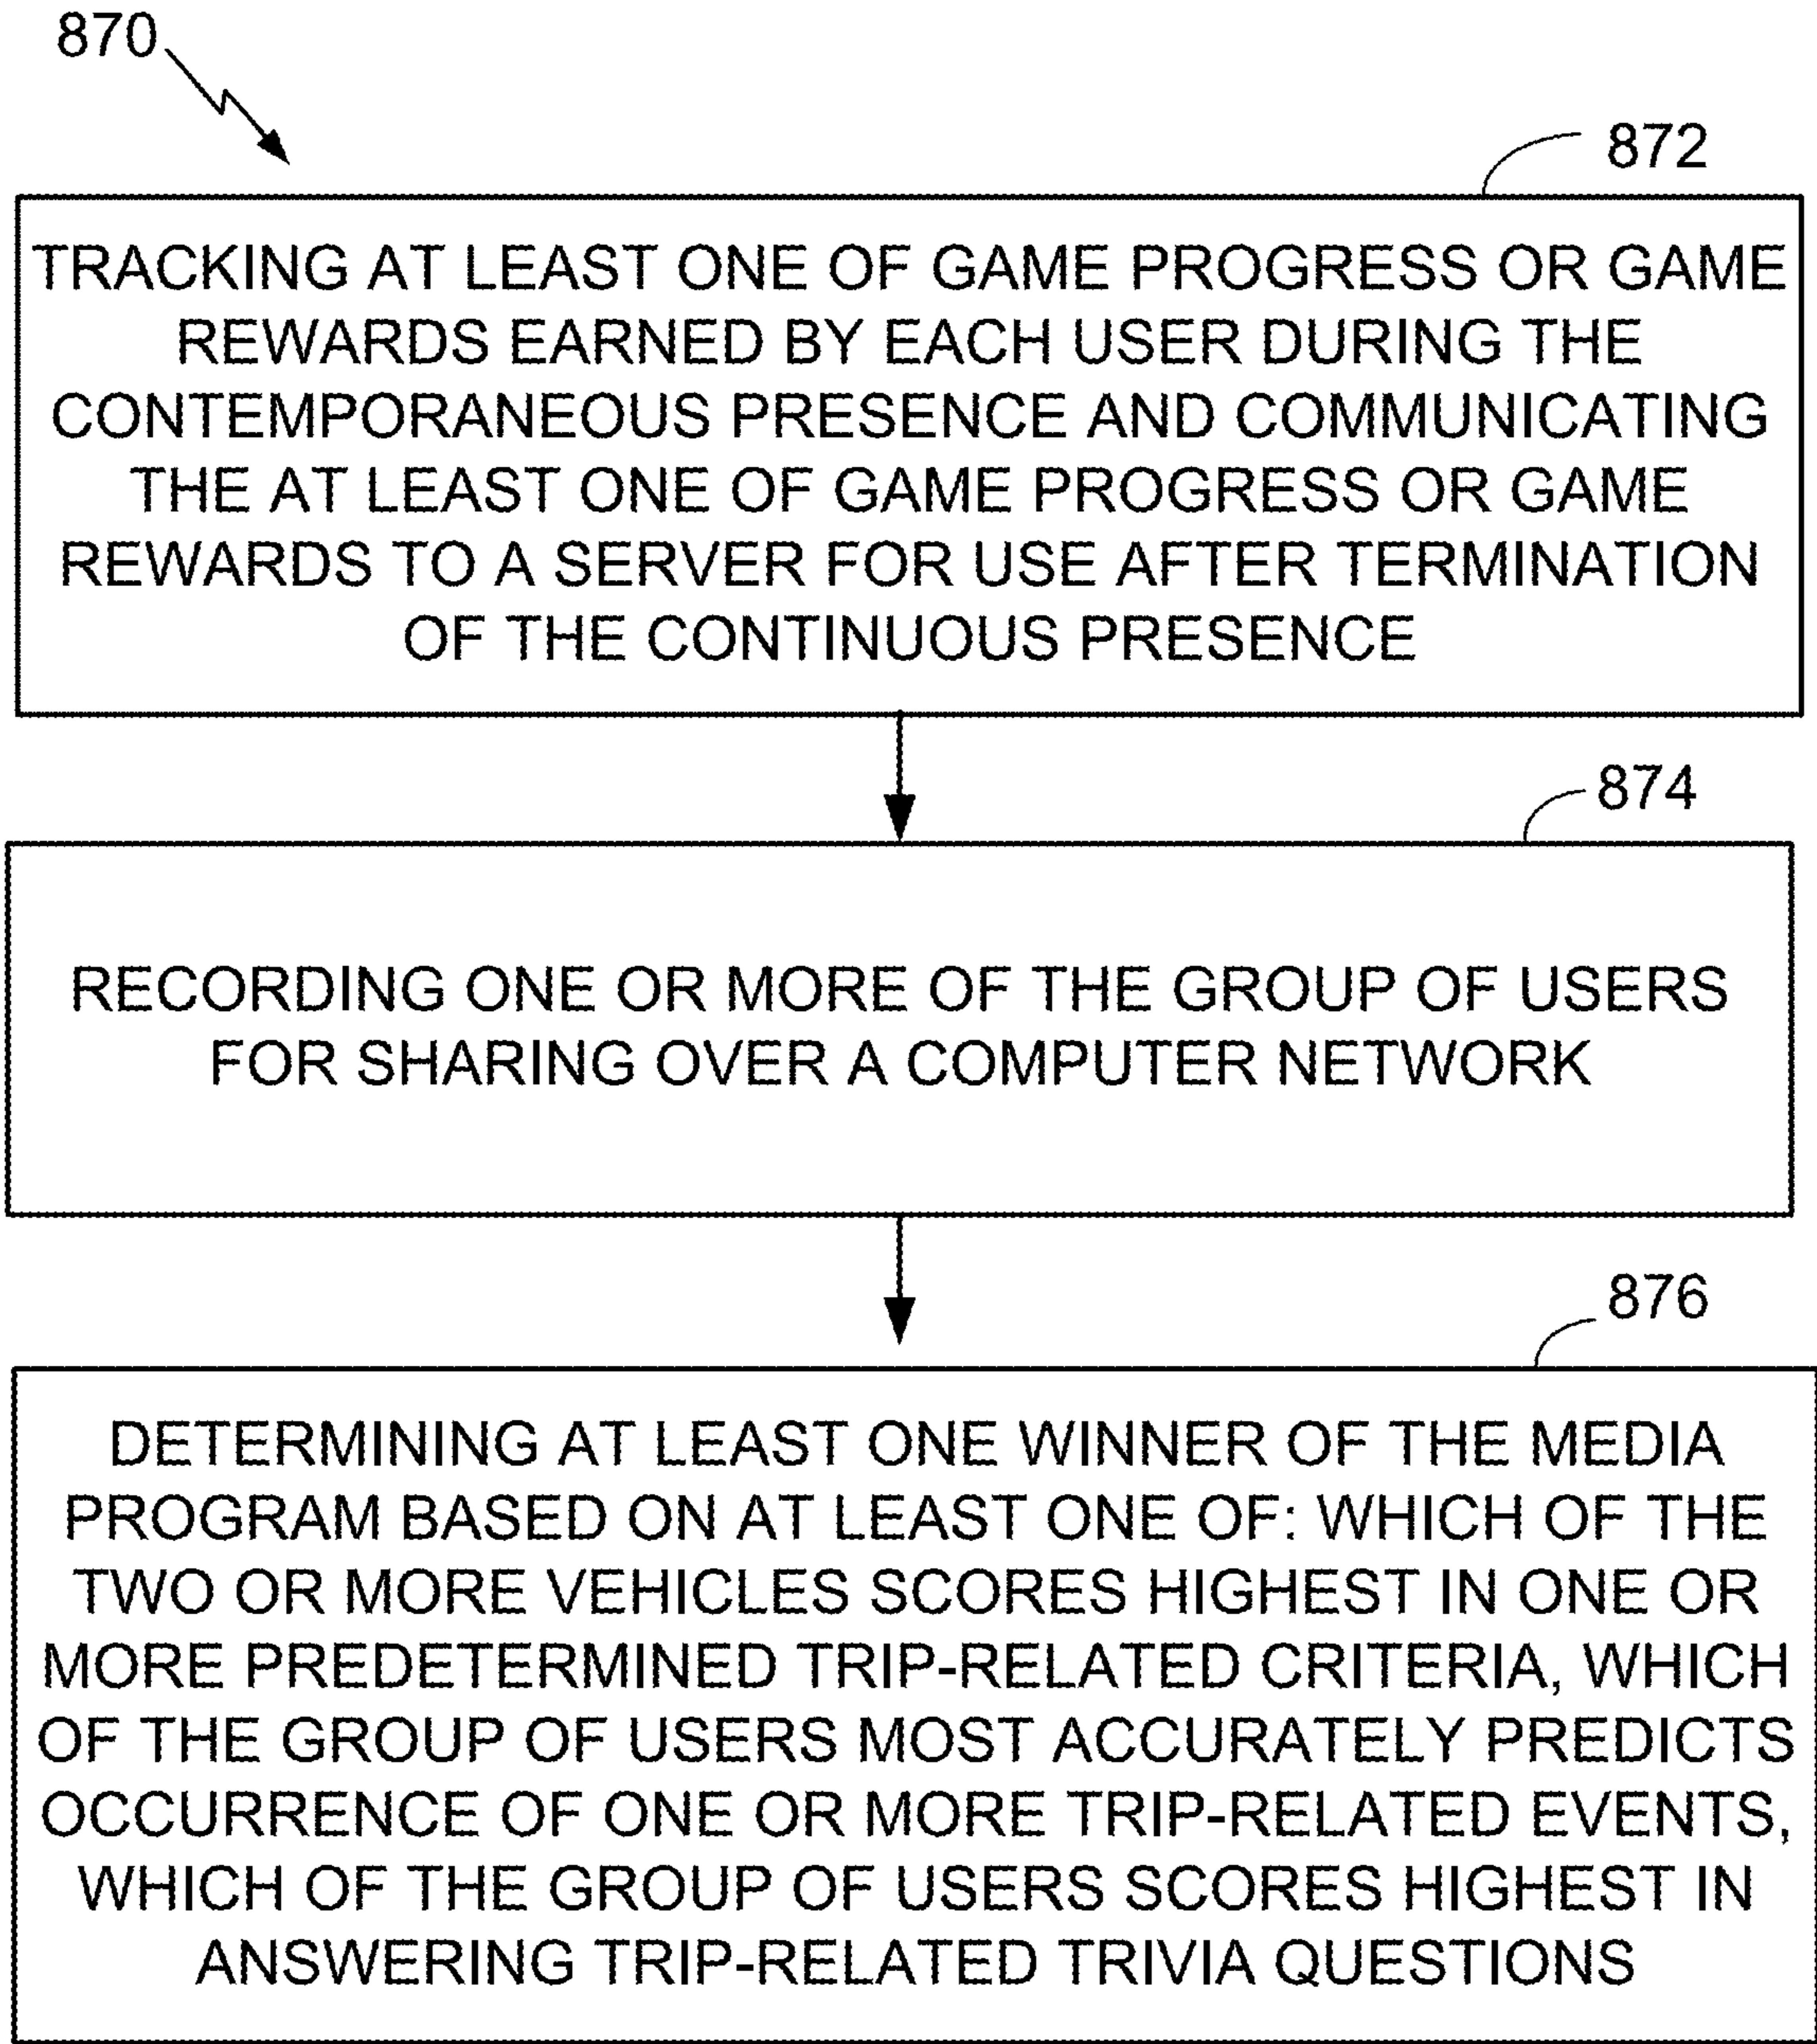 870
872
TRACKING AT LEAST ONE OF GAME PROGRESS OR GAME
REWARDS EARNED BY EACH USER DURING THE
CONTEMPORANEOUS PRESENCE AND COMMUNICATING
THE AT LEAST ONE OF GAME PROGRESS OR GAME
REWARDS TO A SERVER FOR USE AFTER TERMINATION
OF THE CONTINUOUS PRESENCE
874
RECORDING ONE OR MORE OF THE GROUP OF USERS
FOR SHARING OVER A COMPUTER NETWORK
876
DETERMINING AT LEAST ONE WINNER OF THE MEDIA
PROGRAM BASED ON AT LEAST ONE OF: WHICH OF THE
TWO OR MORE VEHICLES SCORES HIGHEST IN ONE OR
MORE PREDETERMINED TRIP-RELATED CRITERIA, WHICH
OF THE GROUP OF USERS MOST ACCURATELY PREDICTS
OCCURRENCE OF ONE OR MORE TRIP-RELATED EVENTS,
WHICH OF THE GROUP OF USERS SCORES HIGHEST IN
ANSWERING TRIP-RELATED TRIVIA QUESTIONS